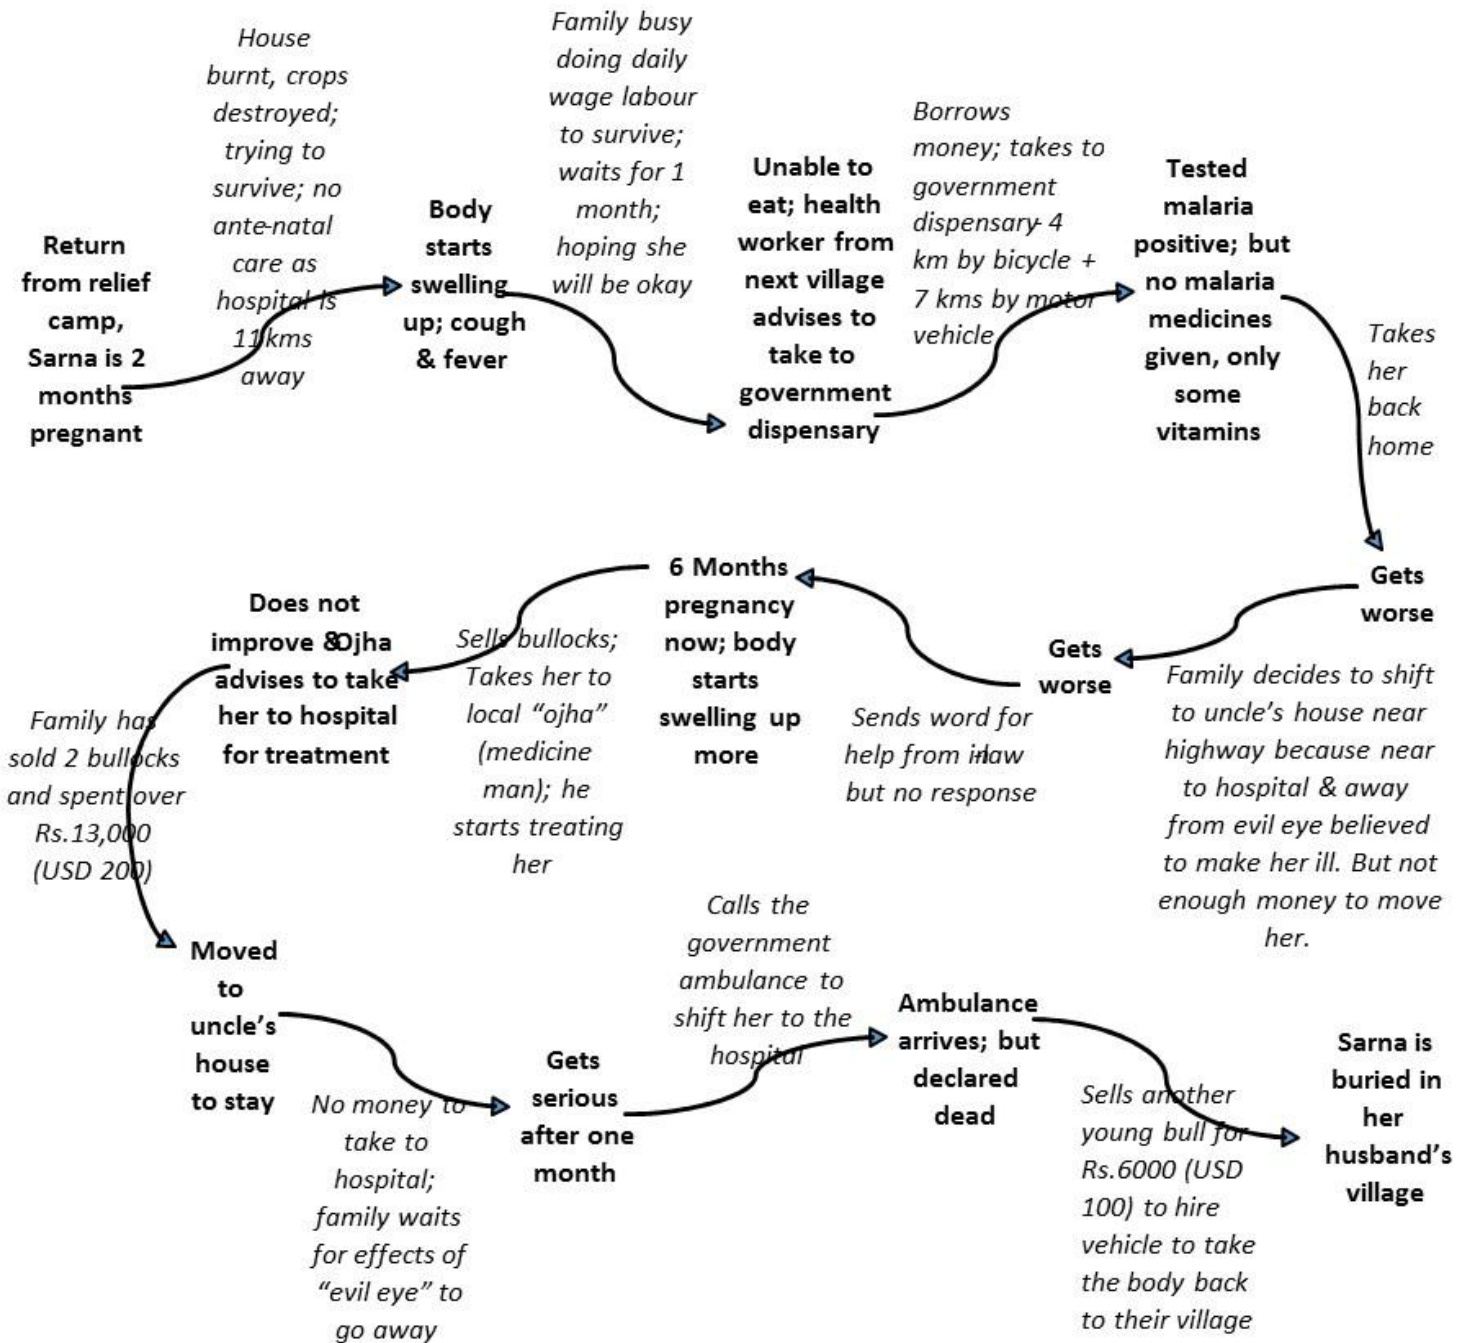 Return
from relief
camp,
Sarna is 2
months
pregnant
House
burnt, crops
destroyed;
trying to
survive; no
ante-natal
care as
hospital is
11 kms
away
Body
starts
swelling
up; cough
& fever
Family busy
doing daily
wage labour
to survive;
waits for 1
month;
hoping she
will be okay
Unable to
eat; health
worker from
next village
advises to
take to
government
dispensary
Borrows
money; takes to
government
dispensary- 4
km by bicycle +
7 kms by motor
vehicle
Tested
malaria
positive; but
no malaria
medicines
given, only
some
vitamins
Takes
her
back
home
Gets
worse
Family decides to shift
to uncle’s house near
highway because near
to hospital & away
from evil eye believed
to make her ill. But not
enough money to move
her.
Gets
worse
Sends word for
help from in-law
but no response
6 Months
pregnancy
now; body
starts
swelling up
more
Sells bullocks;
Takes her to
local “ojha”
(medicine
man); he
starts treating
her
Does not
improve & Ojha
advises to take
her to hospital
for treatment
Family has
sold 2 bullocks
and spent over
Rs.13,000
(USD 200)
Moved
to
uncle’s
house
to stay
No money to
take to
hospital;
family waits
for effects of
“evil eye” to
go away
Gets
serious
after one
month
Calls the
government
ambulance to
shift her to the
hospital
Ambulance
arrives; but
declared
dead
Sells another
young bull for
Rs.6000 (USD
100) to hire
vehicle to take
the body back
to their village
Sarna is
buried in
her
husband’s
village